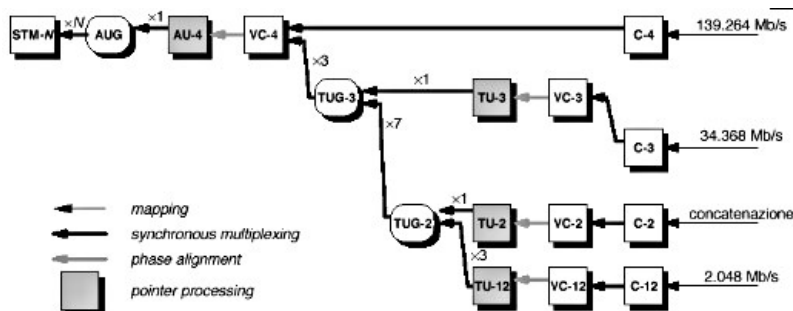 139.264 Mb/s
×N ×1
STM-N AUG AU-4 VC-4 C-4
×3
×1
TUG-3 TU-3 VC-3
×7
C-3 34.368 Mb/s
×1
mapping
TUG-2 TU-2 VC-2 C-2 concatenazione
synchronous multiplexing
×3
phase alignment
TU-12 VC-12 C-12 2.048 Mb/s
pointer processing